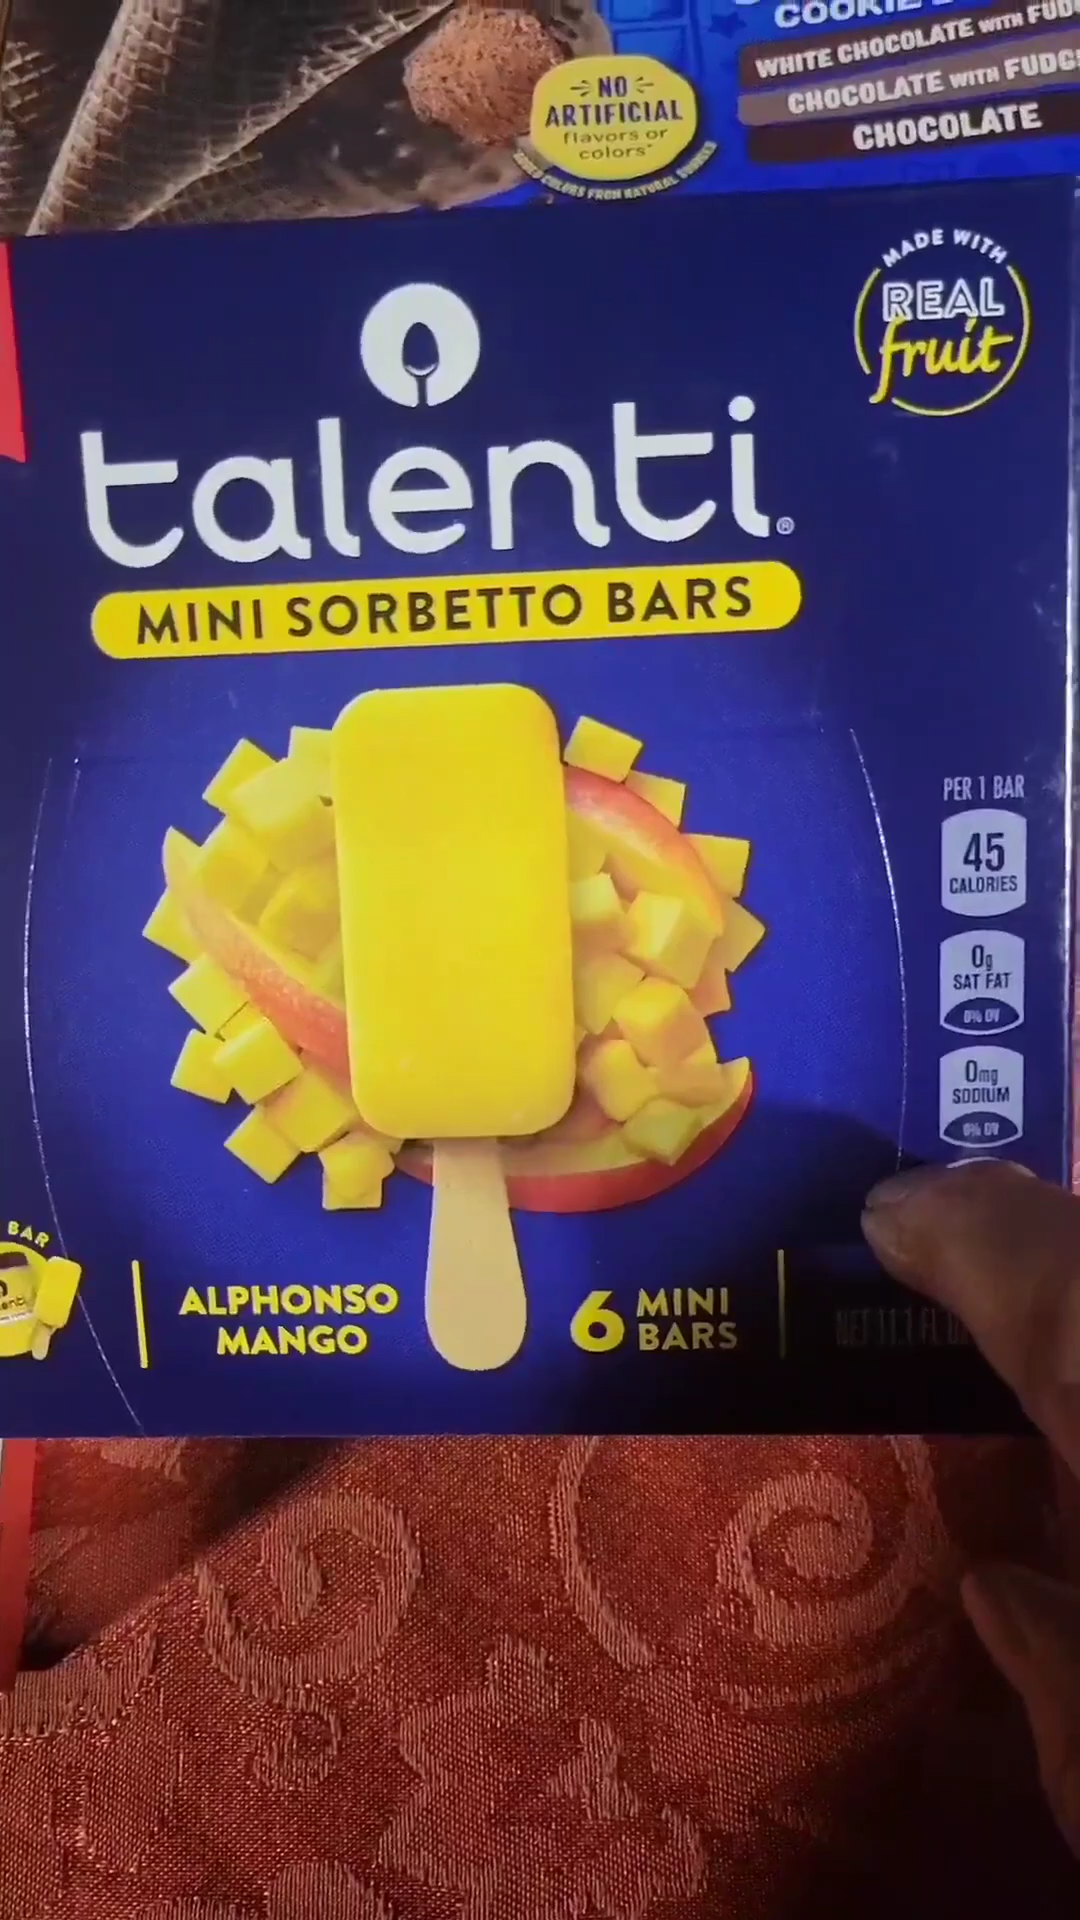 COOKIE
WHITE CHOCOLATE WITH FUDG
CHOCOLATE WITH FUDGE
CHOCOLATE
NO
ARTIFICIAL
flavors or
colors*
ADDED COLORS FROM NATURAL SOURCES
MADE WITH
REAL
fruit
talenti®
MINI SORBETTO BARS
PER 1 BAR
45
CALORIES
0g
SAT FAT
0% DV
0mg
SODIUM
0% DV
BAR
ALPHONSO
MANGO
6 MINI
BARS
NET 11.1 FL